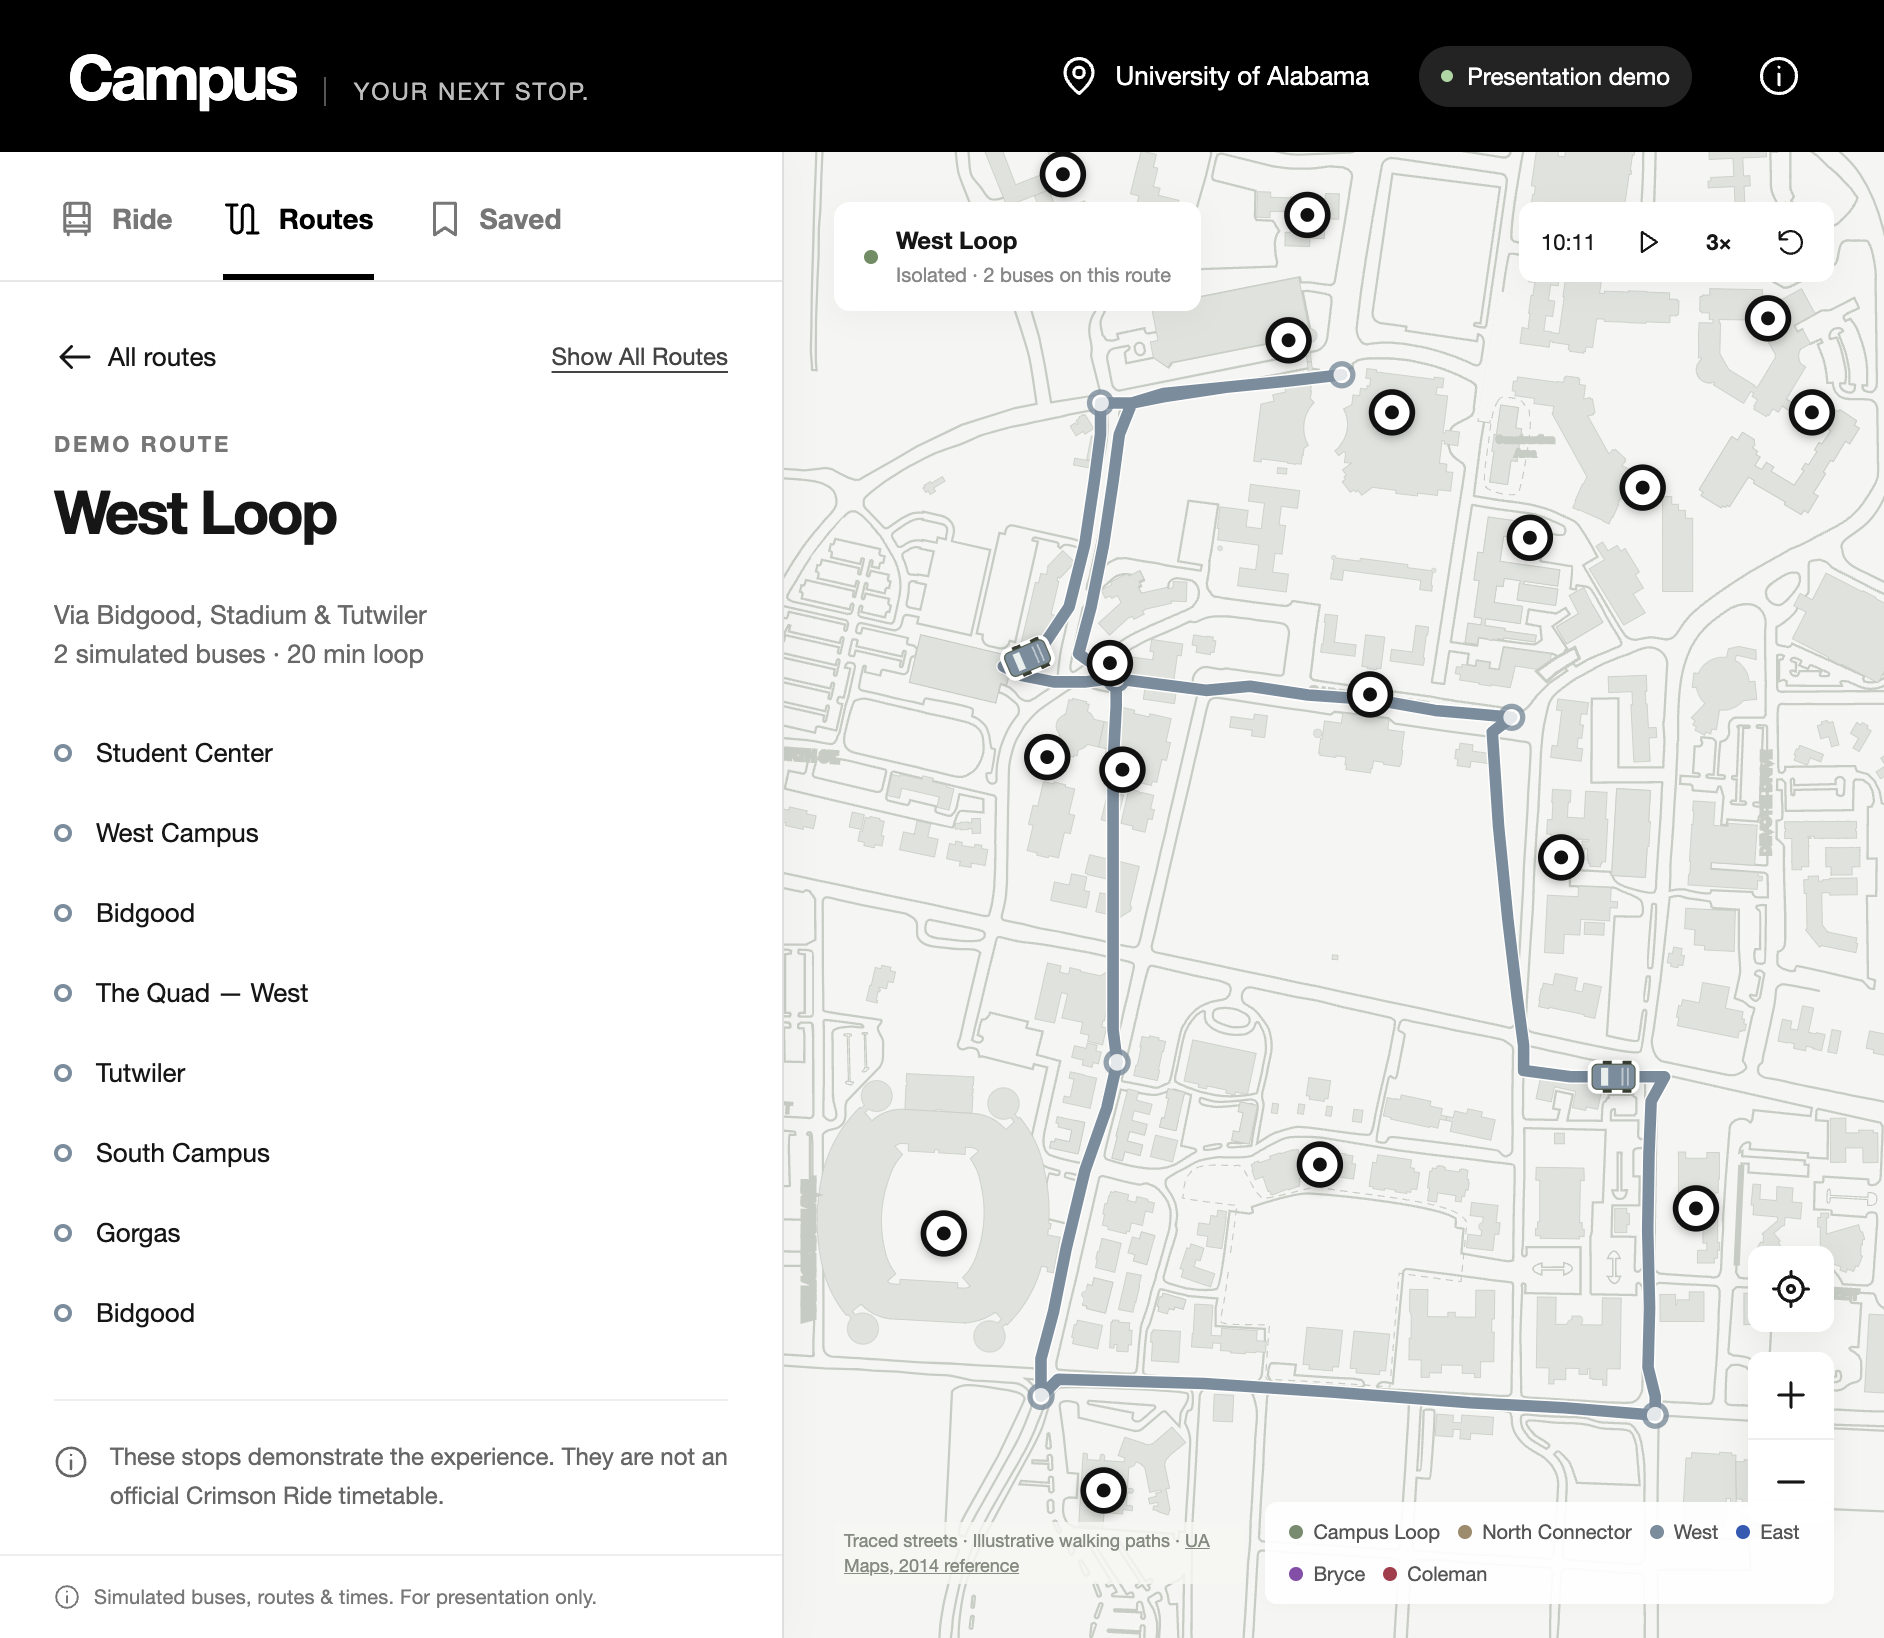 Campus
YOUR NEXT STOP.
University of Alabama
Presentation demo
Ride
Routes
Saved
All routes
Show All Routes
DEMO ROUTE
West Loop
Via Bidgood, Stadium & Tutwiler
2 simulated buses · 20 min loop
Student Center
West Campus
Bidgood
The Quad — West
Tutwiler
South Campus
Gorgas
Bidgood
These stops demonstrate the experience. They are not an
official Crimson Ride timetable.
Simulated buses, routes & times. For presentation only.
West Loop
Isolated · 2 buses on this route
10:11
3×
Traced streets · Illustrative walking paths · UA
Maps, 2014 reference
Campus Loop
North Connector
West
East
Bryce
Coleman